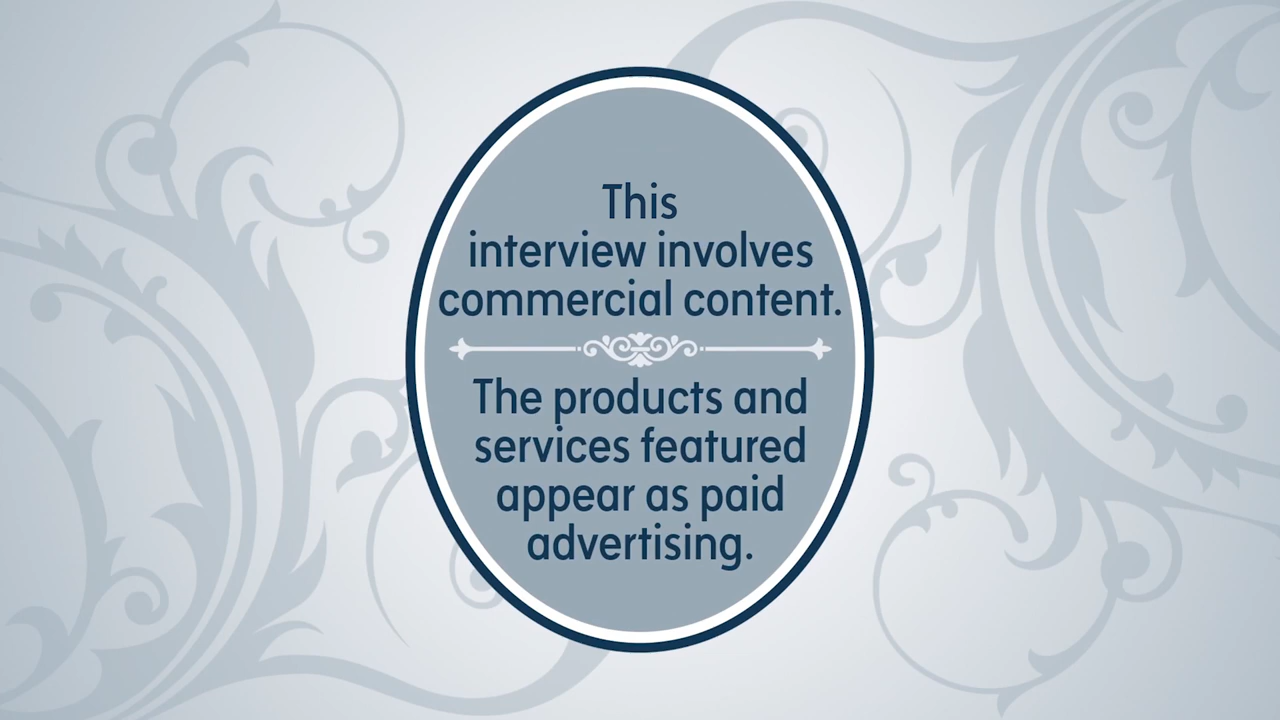 This
interview involves
commercial content.
The products and
services featured
appear as paid
advertising.